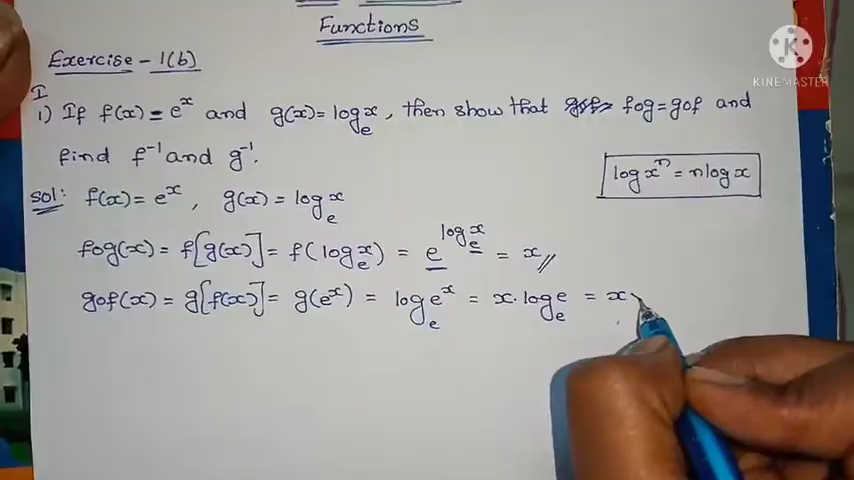 Functions
K
KINEMASTER
Exercise - 1(b)
I
1) If f(x) = e^x and g(x) = log_e x, then show that fog = gof and
find f^-1 and g^-1.
log x^n = n log x
Sol: f(x) = e^x, g(x) = log_e x
fog(x) = f[g(x)] = f(log_e x) = e^(log_e x) = x //
gof(x) = g[f(x)] = g(e^x) = log_e e^x = x. log_e e = x